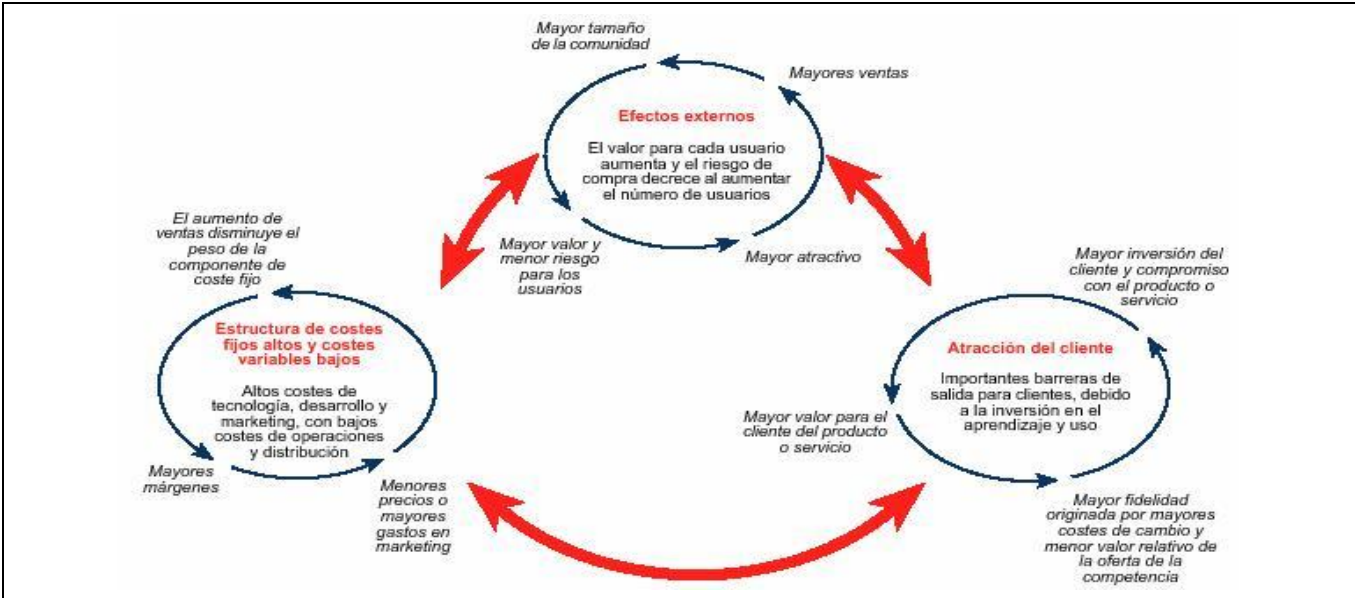 Mayor tamaño
de la comunidad
Mayores ventas
Efectos externos
El valor para cada usuario
aumenta y el riesgo de
compra decrece al aumentar
el número de usuarios
Mayor valor y
menor riesgo
para los
usuarios
Mayor atractivo
El aumento de
ventas disminuye el
peso de la
componente de
coste fijo
Estructura de costes
fijos altos y costes
variables bajos
Altos costes de
tecnología, desarrollo y
marketing, con bajos
costes de operaciones
y distribución
Mayores
márgenes
Menores
precios o
mayores
gastos en
marketing
Mayor inversión del
cliente y compromiso
con el producto o
servicio
Atracción del cliente
Importantes barreras de
salida para clientes, debido
a la inversión en el
aprendizaje y uso
Mayor valor para el
cliente del producto
o servicio
Mayor fidelidad
originada por mayores
costes de cambio y
menor valor relativo de
la oferta de la
competencia